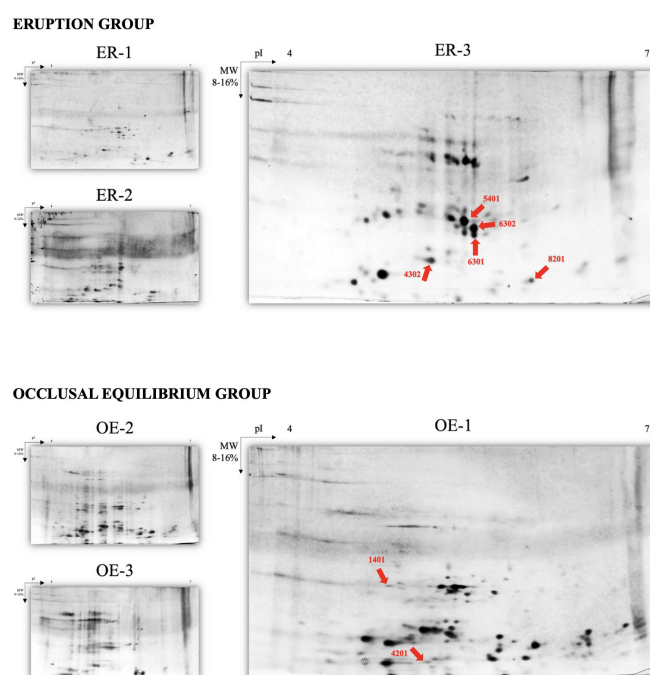 ERUPTION GROUP
ER-1
ER-3
pI 4 7
MW
8-16%
ER-2
5401
6302
6301
8201
4302
OCCLUSAL EQUILIBRIUM GROUP
OE-2
OE-1
pI 4 7
MW
8-16%
OE-3
1401
4201